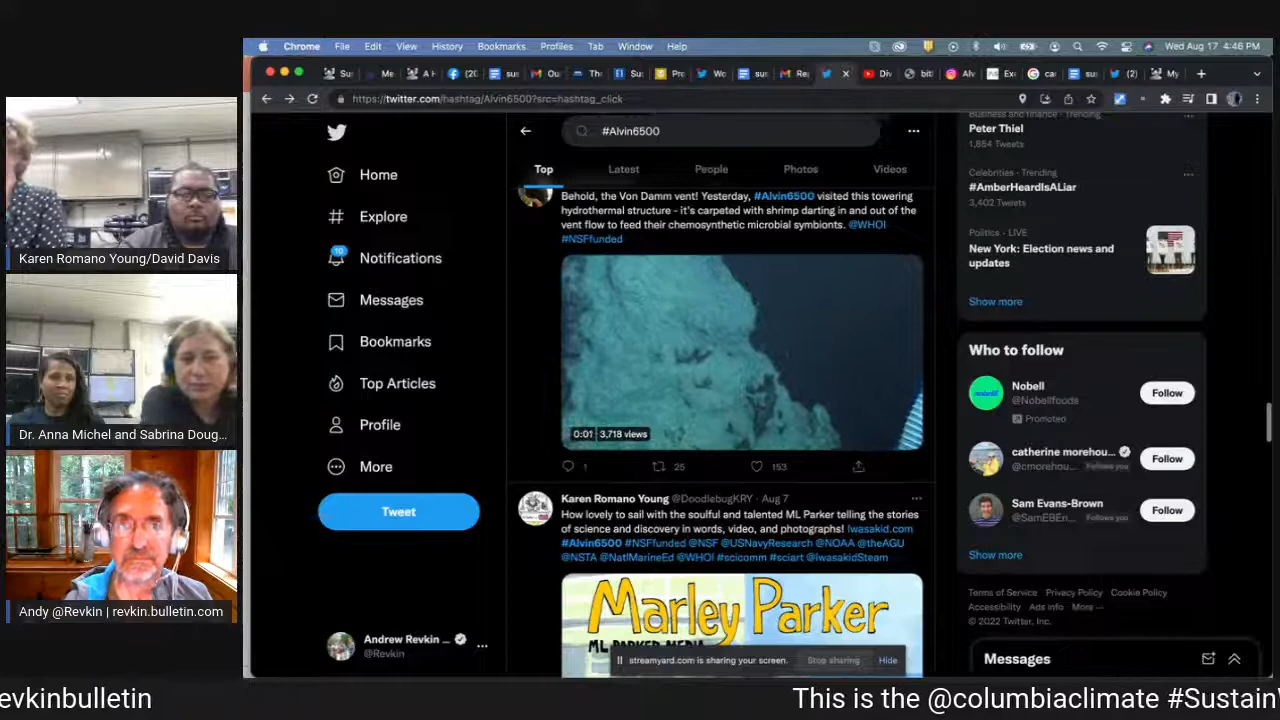 Chrome File Edit View History Bookmarks Profiles Tab Window Help
Wed Aug 17 4:46 PM
https://twitter.com/hashtag/Alvin6500?src=hashtag_click
Karen Romano Young/David Davis
Dr. Anna Michel and Sabrina Doug...
Andy @Revkin | revkin.bulletin.com
Home
Explore
10
Notifications
Messages
Bookmarks
Top Articles
Profile
More
Tweet
Andrew Revkin ...
@Revkin
#Alvin6500
Top Latest People Photos Videos
Behold, the Von Damm vent! Yesterday, #Alvin6500 visited this towering
hydrothermal structure - it's carpeted with shrimp darting in and out of the
vent flow to feed their chemosynthetic microbial symbionts. @WHOI
#NSFfunded
0:01 3,718 views
1 25 153
Karen Romano Young @DoodlebugKRY · Aug 7
How lovely to sail with the soulful and talented ML Parker telling the stories
of science and discovery in words, video, and photographs! Iwasakid.com
#Alvin6500 #NSFfunded @NSF @USNavyResearch @NOAA @theAGU
@NSTA @NatlMarineEd @WHOI #scicomm #sciart @IwasakidSteam
Marley Parker
ML PARKER MEDIA
streamyard.com is sharing your screen. Stop sharing Hide
Business and finance · Trending
Peter Thiel
1,854 Tweets
Celebrities · Trending
#AmberHeardIsALiar
3,402 Tweets
Politics · LIVE
New York: Election news and
updates
Show more
Who to follow
Nobell
@Nobellfoods
Follow
Promoted
catherine morehou...
@cmorehou... Follows you
Follow
Sam Evans-Brown
@SamEBEn... Follows you
Follow
Show more
Terms of Service Privacy Policy Cookie Policy
Accessibility Ads info More ...
© 2022 Twitter, Inc.
Messages
evkinbulletin
This is the @columbiaclimate #Sustain